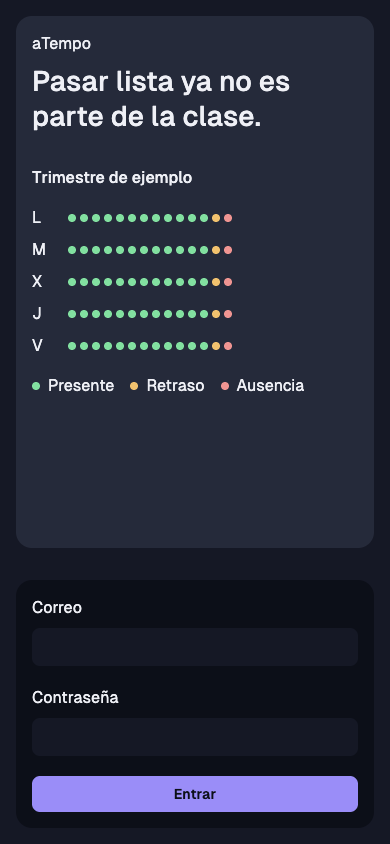 aTempo
Pasar lista ya no es
parte de la clase.
Trimestre de ejemplo
L
M
X
J
V
Presente Retraso Ausencia
Correo
Contraseña
Entrar